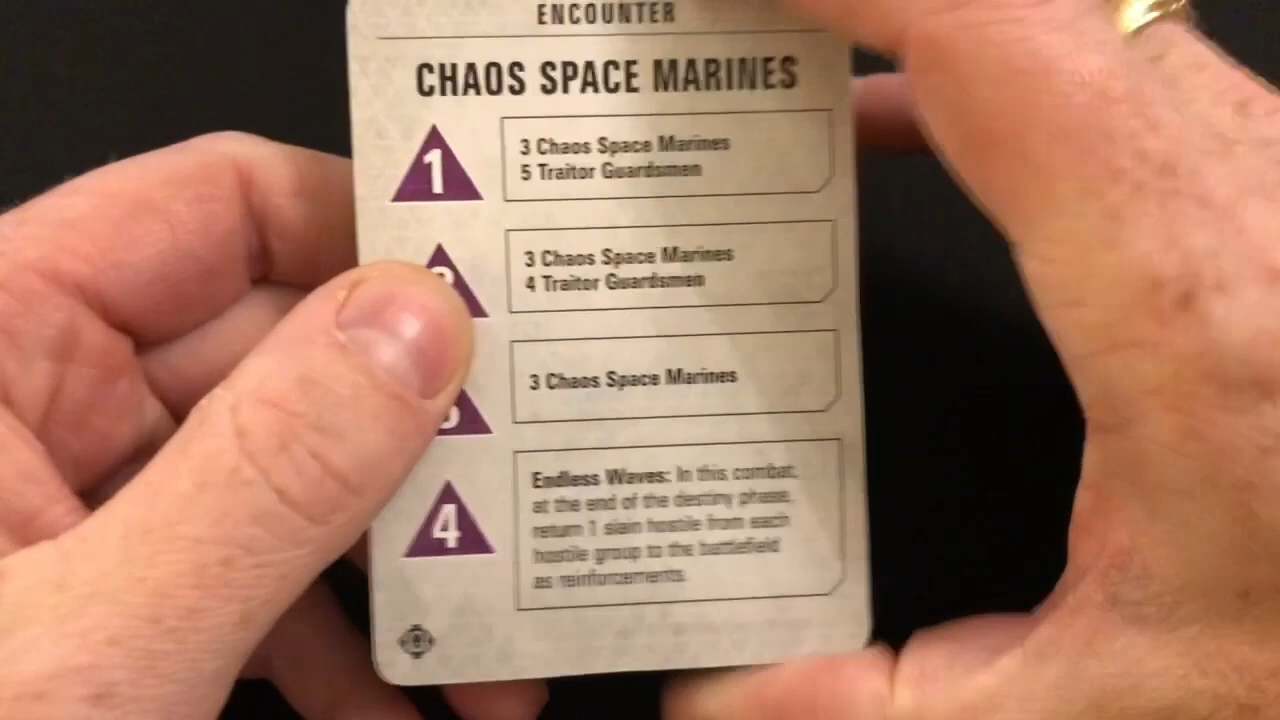 ENCOUNTER
CHAOS SPACE MARINES
1
3 Chaos Space Marines
5 Traitor Guardsmen
3 Chaos Space Marines
4 Traitor Guardsmen
3 Chaos Space Marines
4
Endless Waves: In this combat,
at the end of the destiny phase,
return 1 slain hostile from each
hostile group to the battlefield
as reinforcements.